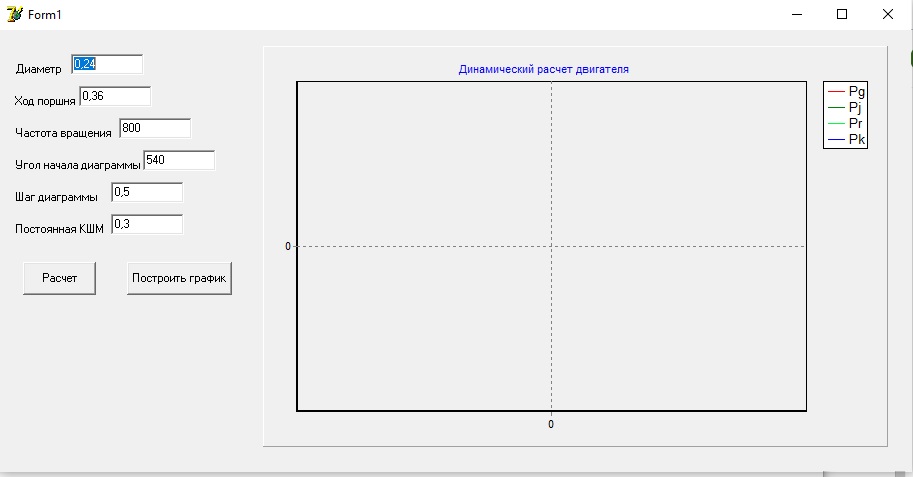 Form1
Диаметр 0,24
Ход поршня 0,36
Частота вращения 800
Угол начала диаграммы 540
Шаг диаграммы 0,5
Постоянная КШМ 0,3
Расчет Построить график
Динамический расчет двигателя
0
0
Pg
Pj
Pr
Pk